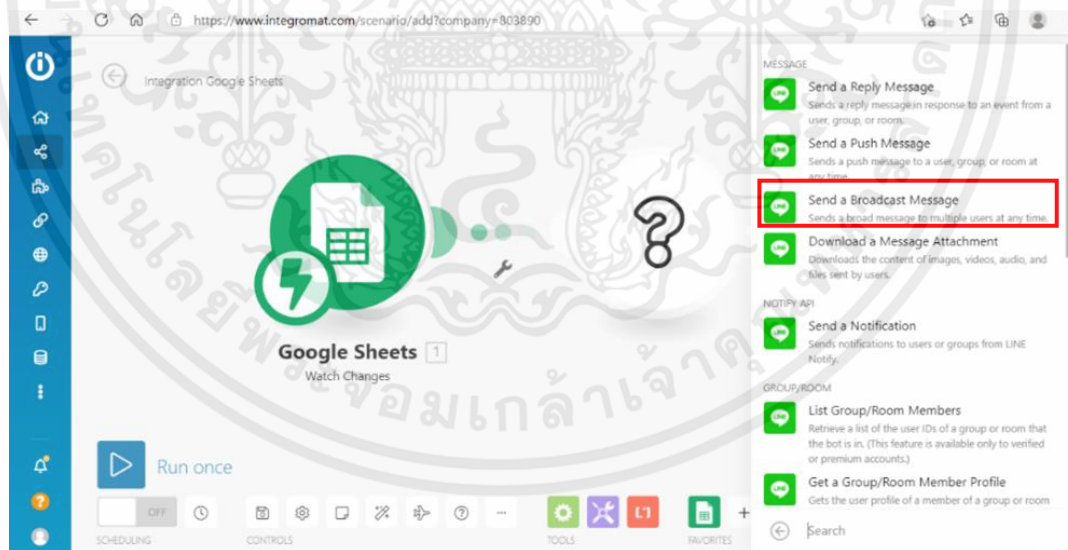 https://www.integromat.com/scenario/add?company=803890
Integration Google Sheets
Google Sheets 1
Watch Changes
Run once
OFF
SCHEDULING
CONTROLS
TOOLS
FAVORITES
MESSAGE
Send a Reply Message
Sends a reply message in response to an event from a
user, group, or room.
Send a Push Message
Sends a push message to a user, group, or room at
any time.
Send a Broadcast Message
Sends a broad message to multiple users at any time.
Download a Message Attachment
Downloads the content of images, videos, audio, and
files sent by users.
NOTIFY API
Send a Notification
Sends notifications to users or groups from LINE
Notify.
GROUP/ROOM
List Group/Room Members
Retrieve a list of the user IDs of a group or room that
the bot is in. (This feature is available only to verified
or premium accounts.)
Get a Group/Room Member Profile
Gets the user profile of a member of a group or room
Search